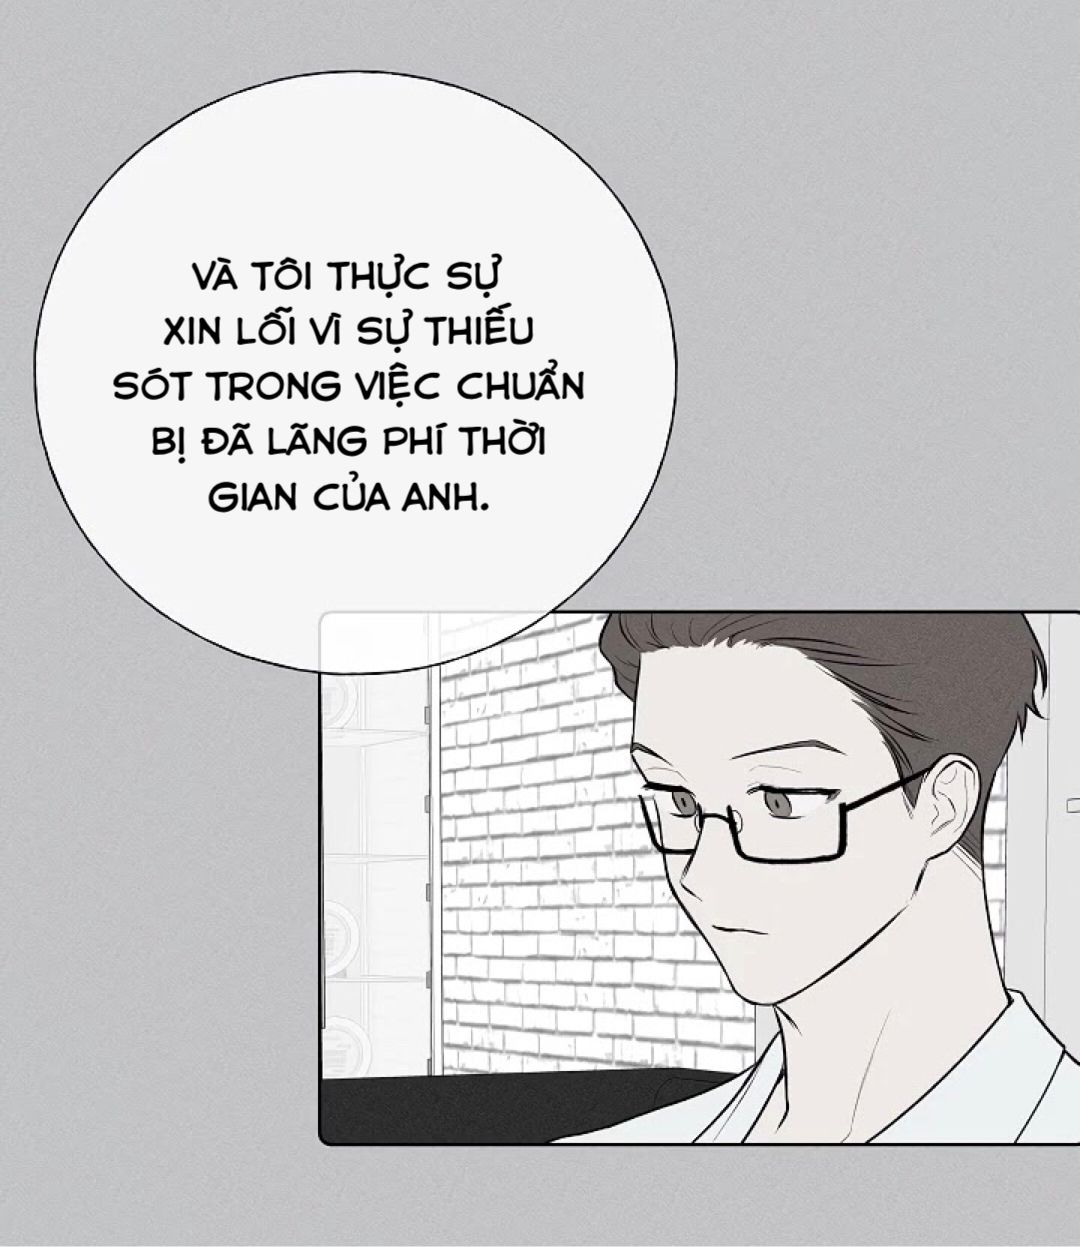 VÀ TÔI THỰC SỰ
XIN LỖI VÌ SỰ THIẾU
SÓT TRONG VIỆC CHUẨN
BỊ ĐÃ LÃNG PHÍ THỜI
GIAN CỦA ANH.